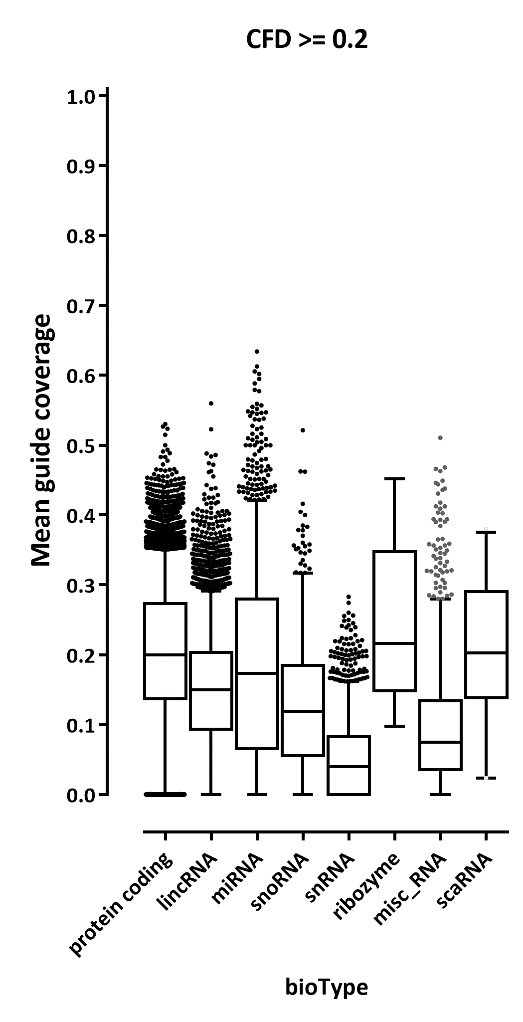 CFD >= 0.2
1.0
0.9
0.8
0.7
0.6
0.5
0.4
0.3
0.2
0.1
0.0
Mean guide coverage
protein coding
lincRNA
miRNA
snoRNA
snRNA
ribozyme
misc_RNA
scaRNA
bioType